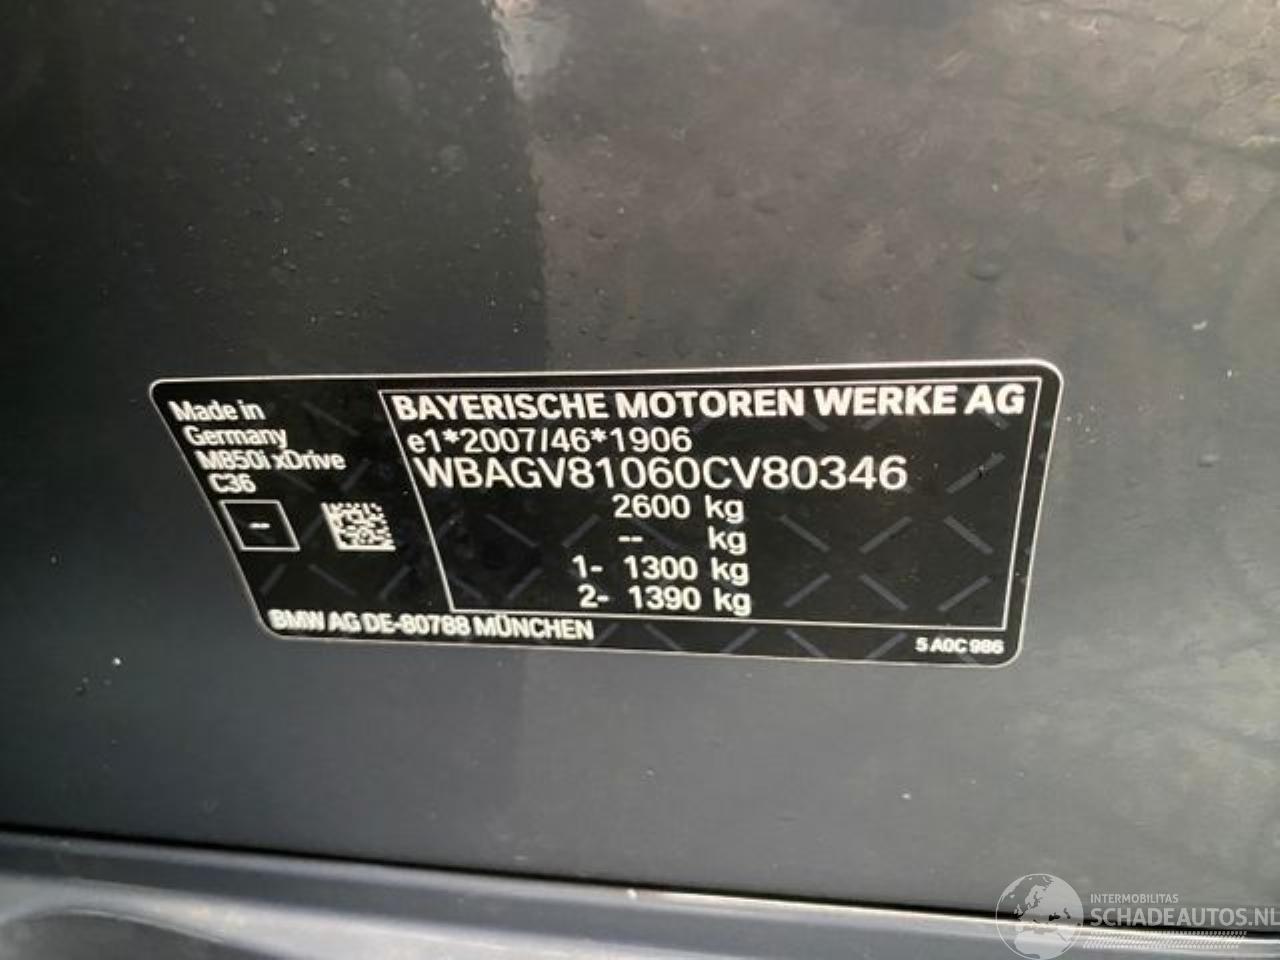 Made in
Germany
M850i xDrive
C36
--
BAYERISCHE MOTOREN WERKE AG
e1*2007/46*1906
WBAGV81060CV80346
2600 kg
-- kg
1- 1300 kg
2- 1390 kg
BMW AG DE-80788 MÜNCHEN
5 A0C 986
INTERMOBILITAS
SCHADEAUTOS.NL